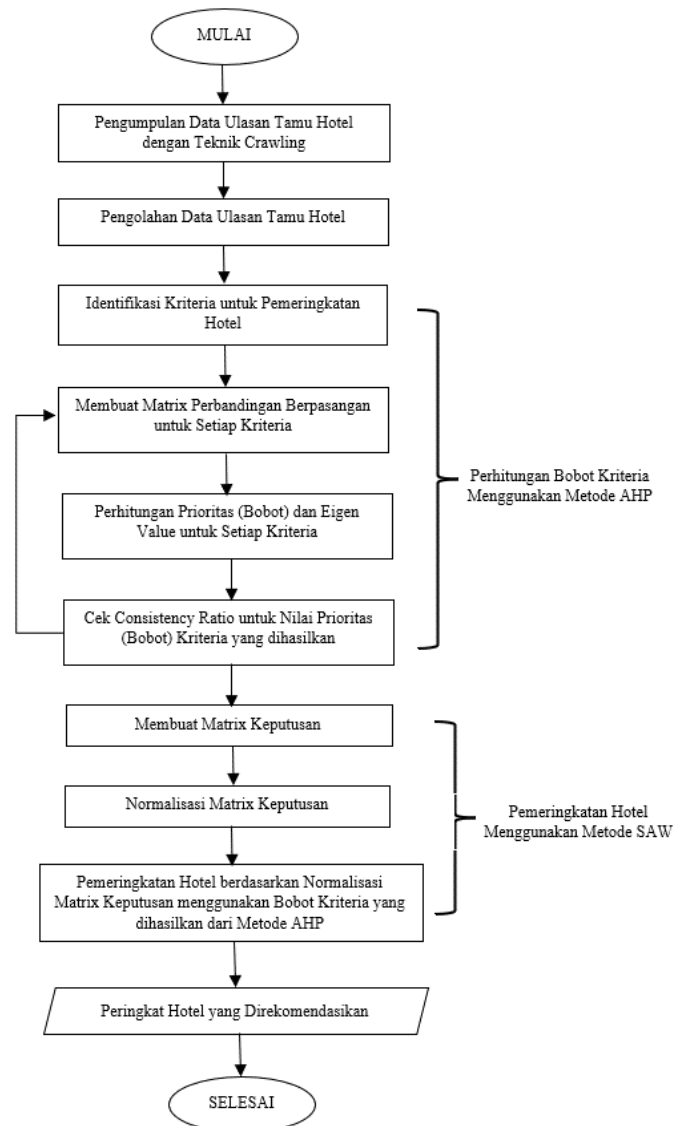 MULAI
Pengumpulan Data Ulasan Tamu Hotel
dengan Teknik Crawling
Pengolahan Data Ulasan Tamu Hotel
Identifikasi Kriteria untuk Pemeringkatan
Hotel
Membuat Matrix Perbandingan Berpasangan
untuk Setiap Kriteria
Perhitungan Prioritas (Bobot) dan Eigen
Value untuk Setiap Kriteria
Cek Consistency Ratio untuk Nilai Prioritas
(Bobot) Kriteria yang dihasilkan
Perhitungan Bobot Kriteria
Menggunakan Metode AHP
Membuat Matrix Keputusan
Normalisasi Matrix Keputusan
Pemeringkatan Hotel berdasarkan Normalisasi
Matrix Keputusan menggunakan Bobot Kriteria yang
dihasilkan dari Metode AHP
Pemeringkatan Hotel
Menggunakan Metode SAW
Peringkat Hotel yang Direkomendasikan
SELESAI